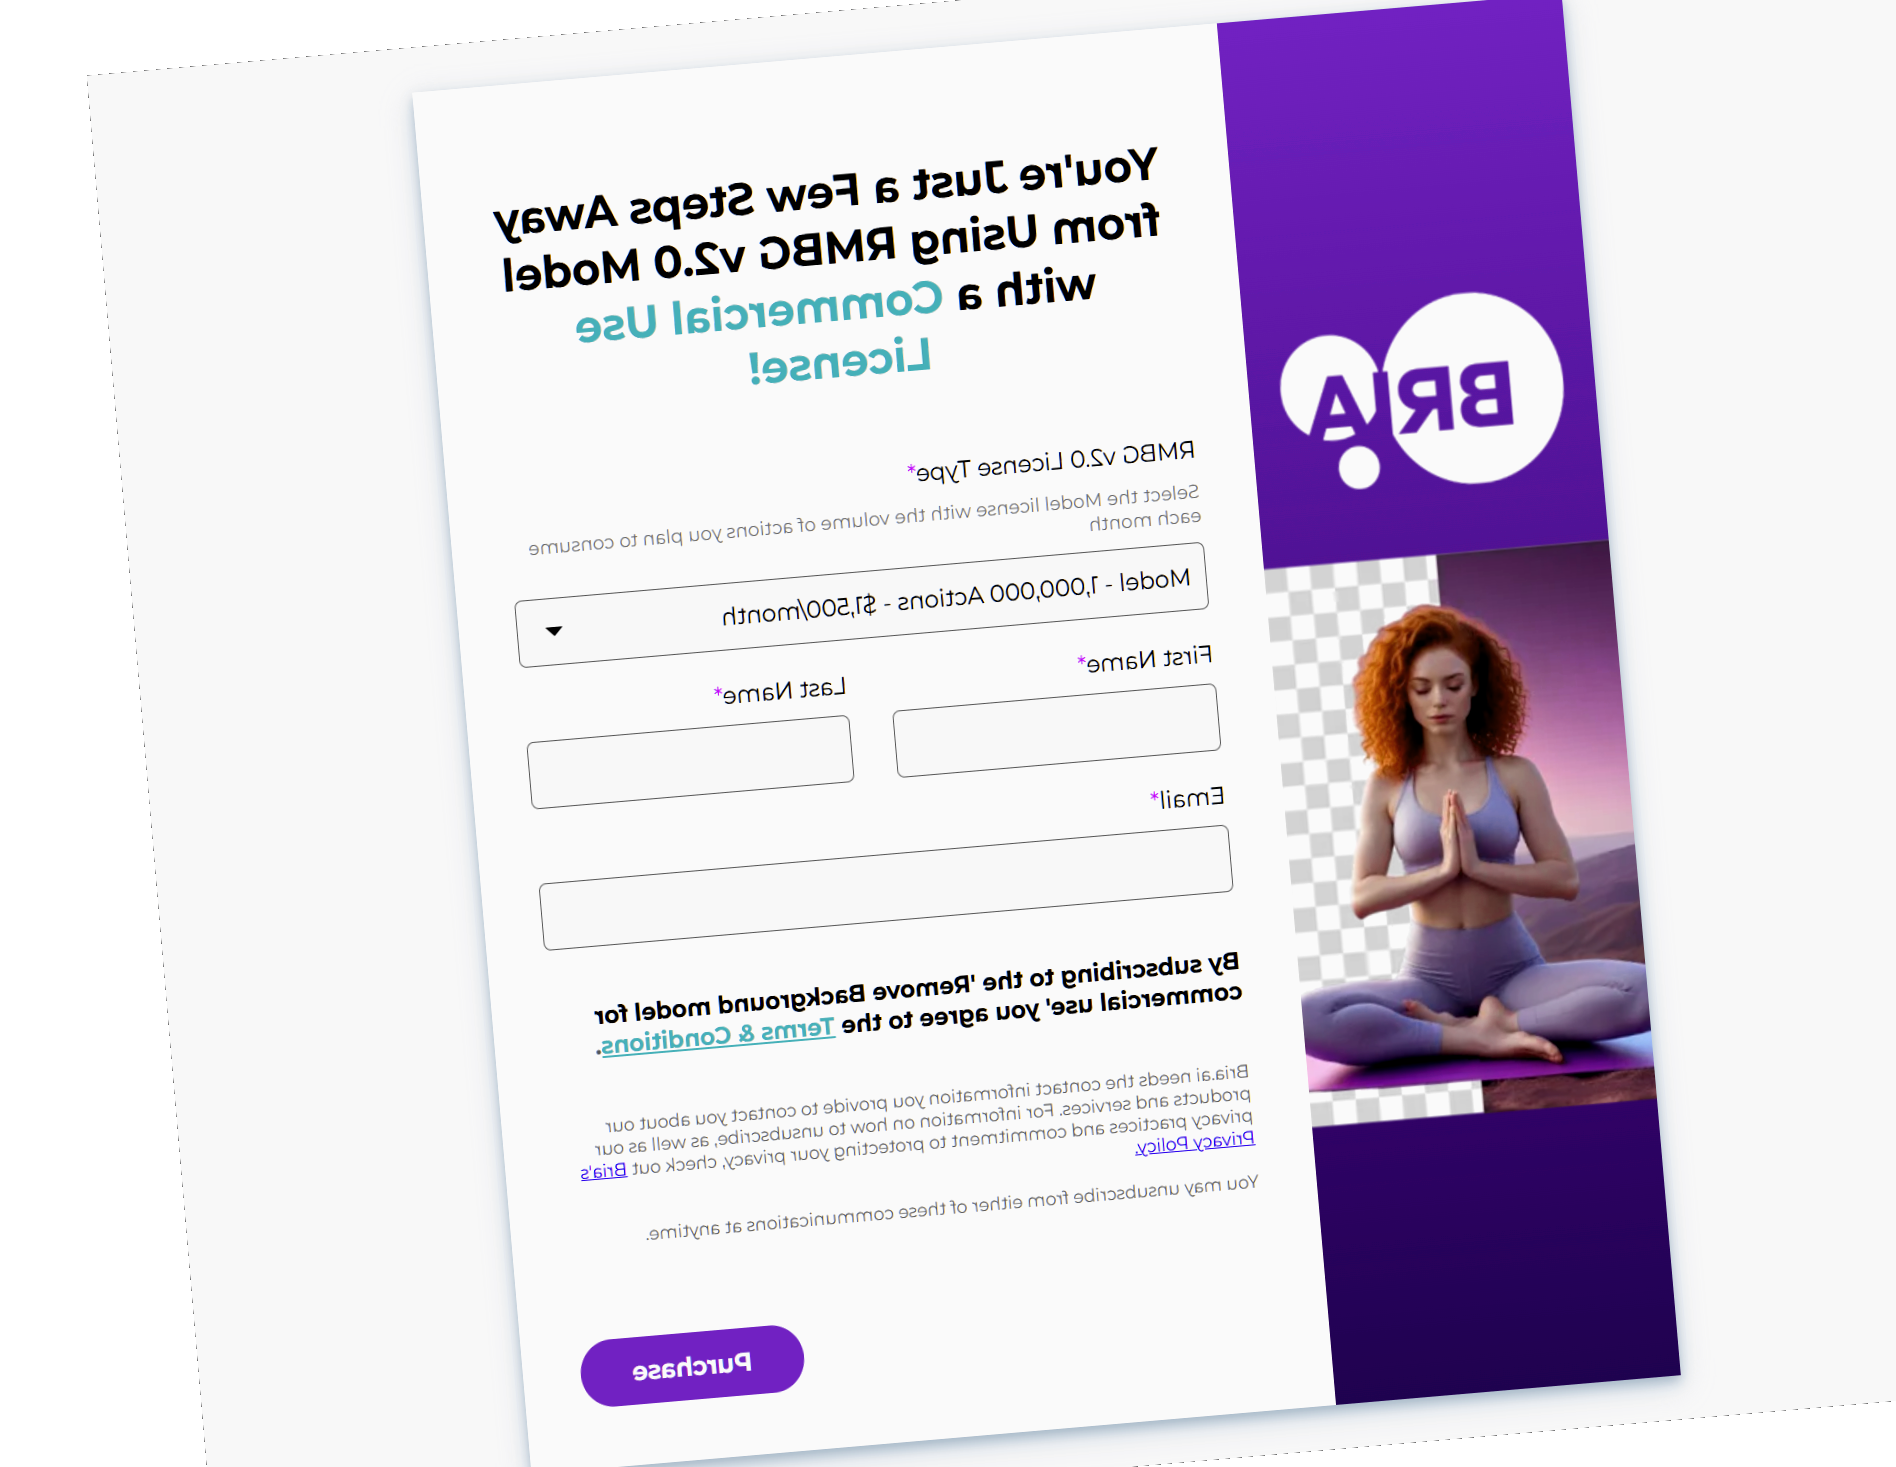 BRIA
You're Just a Few Steps Away
from Using RMBG v2.0 Model
with a Commercial Use
License!
RMBG v2.0 License Type*
Select the Model license with the volume of actions you plan to consume
each month
Model - 1,000,000 Actions - $1,500/month
First Name*
Last Name*
Email*
By subscribing to the 'Remove Background model for
commercial use' you agree to the Terms & Conditions.
Bria.ai needs the contact information you provide to contact you about our
products and services. For information on how to unsubscribe, as well as our
privacy practices and commitment to protecting your privacy, check out Bria's
Privacy Policy.
You may unsubscribe from either of these communications at anytime.
Purchase